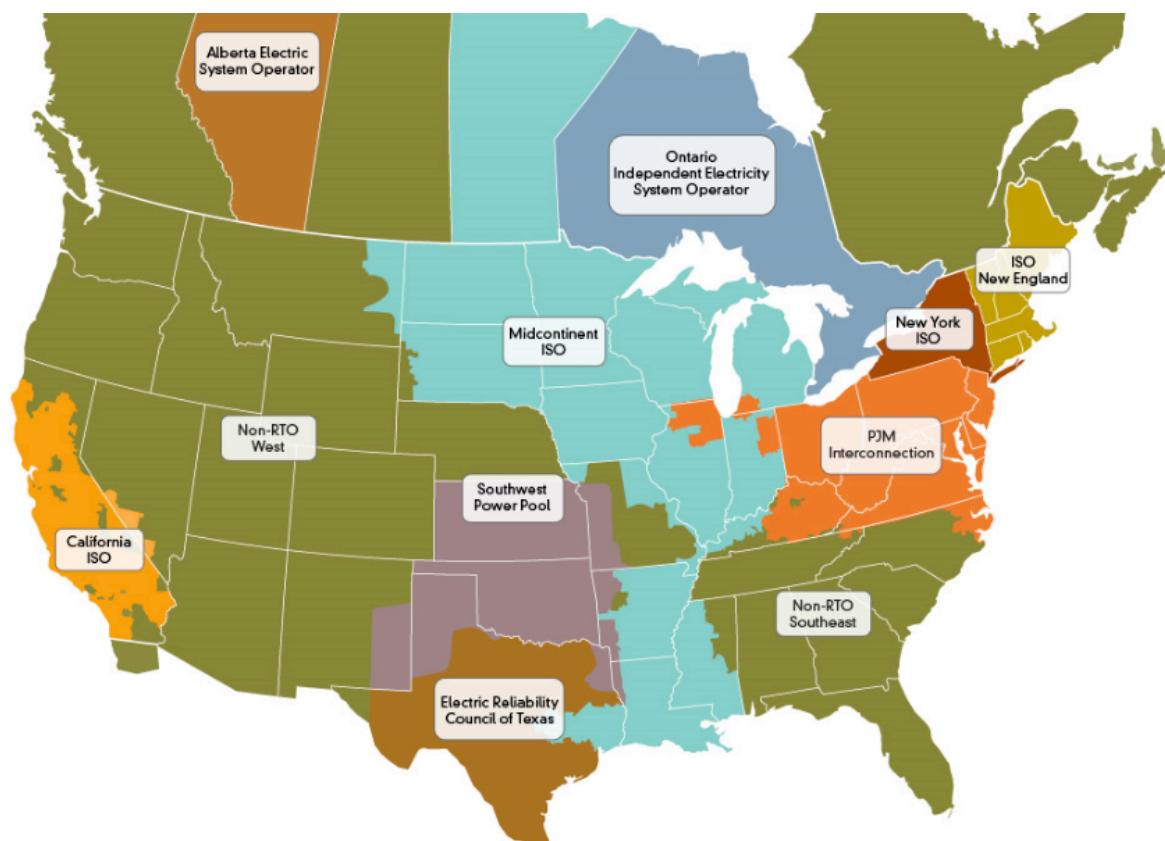 Alberta Electric
System Operator
Ontario
Independent Electricity
System Operator
ISO
New England
New York
ISO
Midcontinent
ISO
Non-RTO
West
PJM
Interconnection
Southwest
Power Pool
California
ISO
Non-RTO
Southeast
Electric Reliability
Council of Texas